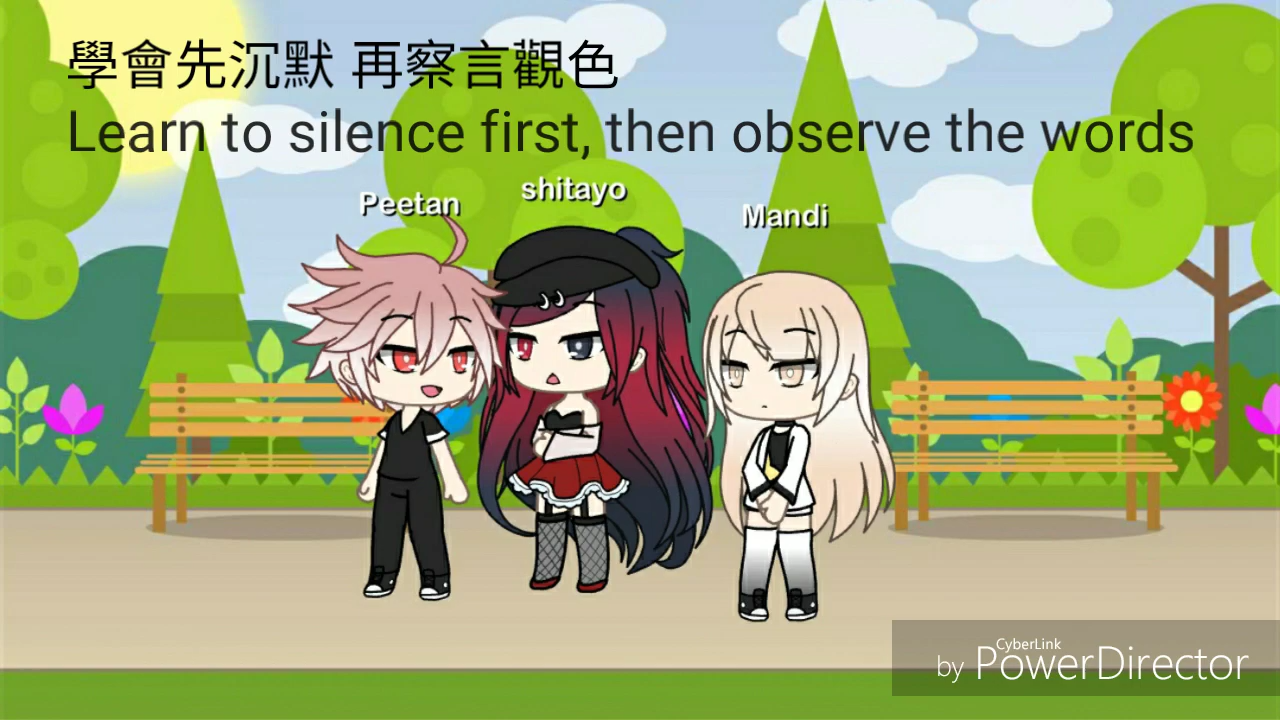 學會先沉默 再察言觀色
Learn to silence first, then observe the words
shitayo
Peetan
Mandi
CyberLink
by PowerDirector